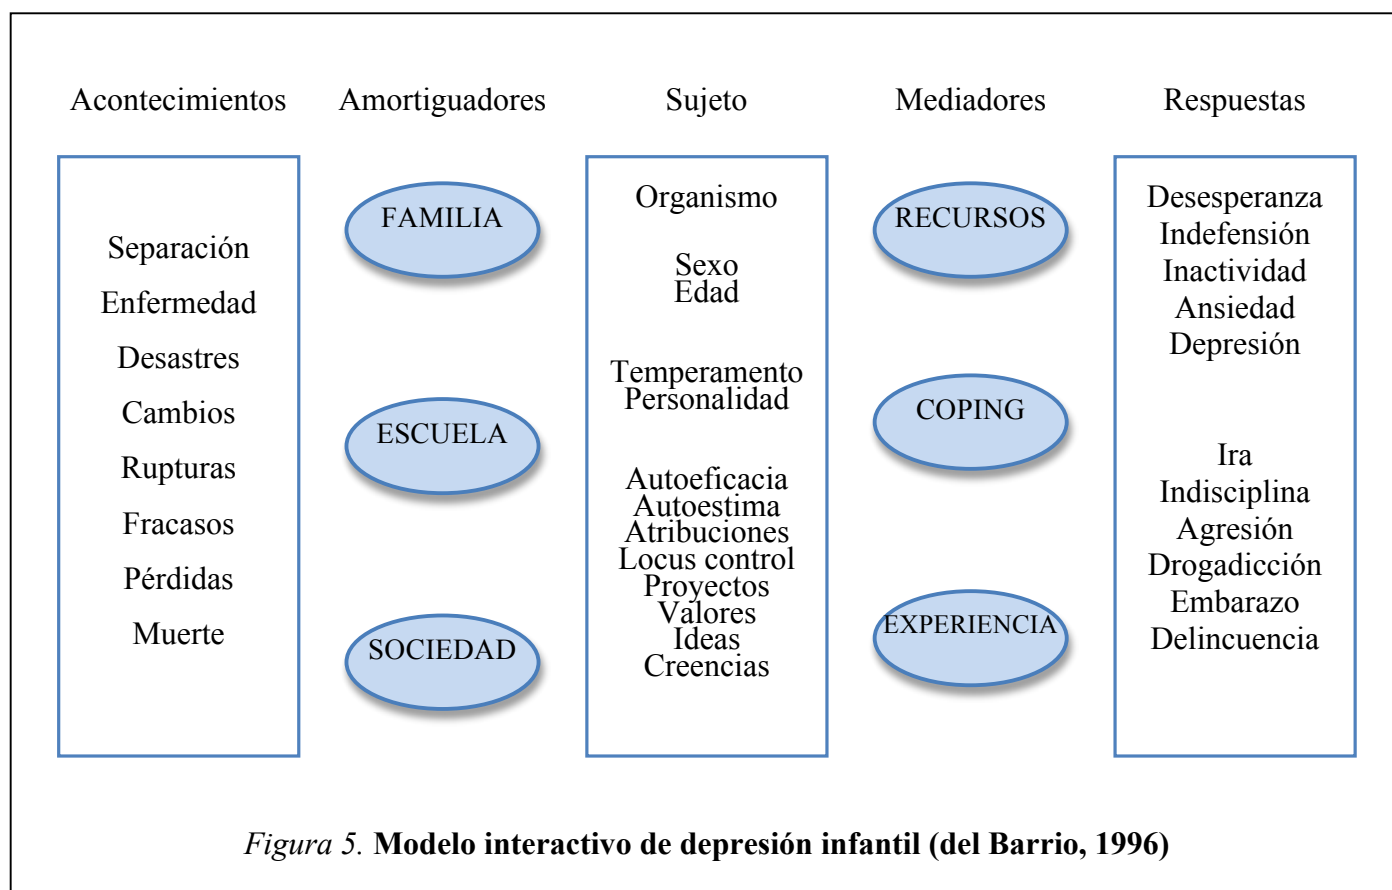 Acontecimientos
Amortiguadores
Sujeto
Mediadores
Respuestas
Separación
Enfermedad
Desastres
Cambios
Rupturas
Fracasos
Pérdidas
Muerte
FAMILIA
ESCUELA
SOCIEDAD
Organismo
Sexo
Edad
Temperamento
Personalidad
Autoeficacia
Autoestima
Atribuciones
Locus control
Proyectos
Valores
Ideas
Creencias
RECURSOS
COPING
EXPERIENCIA
Desesperanza
Indefensión
Inactividad
Ansiedad
Depresión
Ira
Indisciplina
Agresión
Drogadicción
Embarazo
Delincuencia
Figura 5. Modelo interactivo de depresión infantil (del Barrio, 1996)